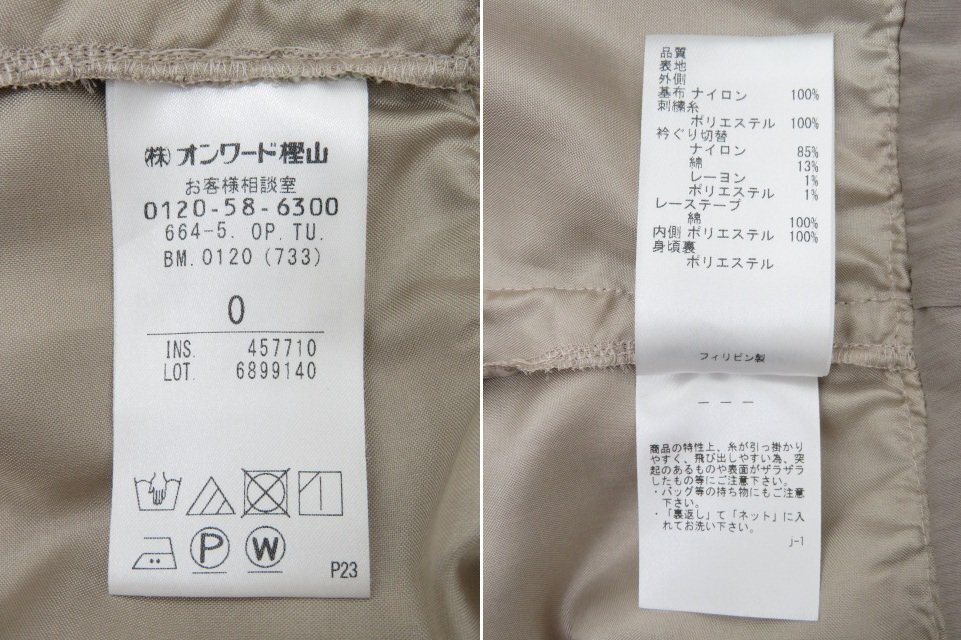 (株)オンワード樫山
お客様相談室
0120-58-6300
664-5. OP. TU.
BM. 0120 (733)
0
INS. 457710
LOT. 6899140
P
W
P23
品質
表地
外側
基布 ナイロン 100%
刺繍糸
ポリエステル 100%
衿ぐり切替
ナイロン 85%
綿 13%
レーヨン 1%
ポリエステル 1%
レーステープ
綿 100%
内側 ポリエステル 100%
身頃裏
ポリエステル
フィリピン製
---
商品の特性上、糸が引っ掛かり
やすく、飛び出しやすい為、突
起のあるものや表面がザラザラ
したもの等にご注意下さい。
・バッグ等の持ち物にもご注意
下さい。
・「裏返し」て「ネット」に入
れてお洗い下さい。
j-1